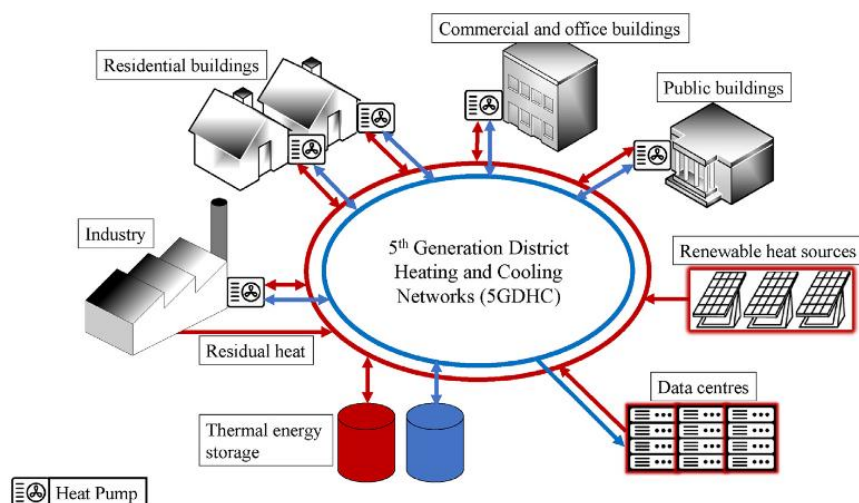 Commercial and office buildings
Residential buildings
Public buildings
Industry
5th Generation District
Heating and Cooling
Networks (5GDHC)
Renewable heat sources
Residual heat
Data centres
Thermal energy
storage
Heat Pump